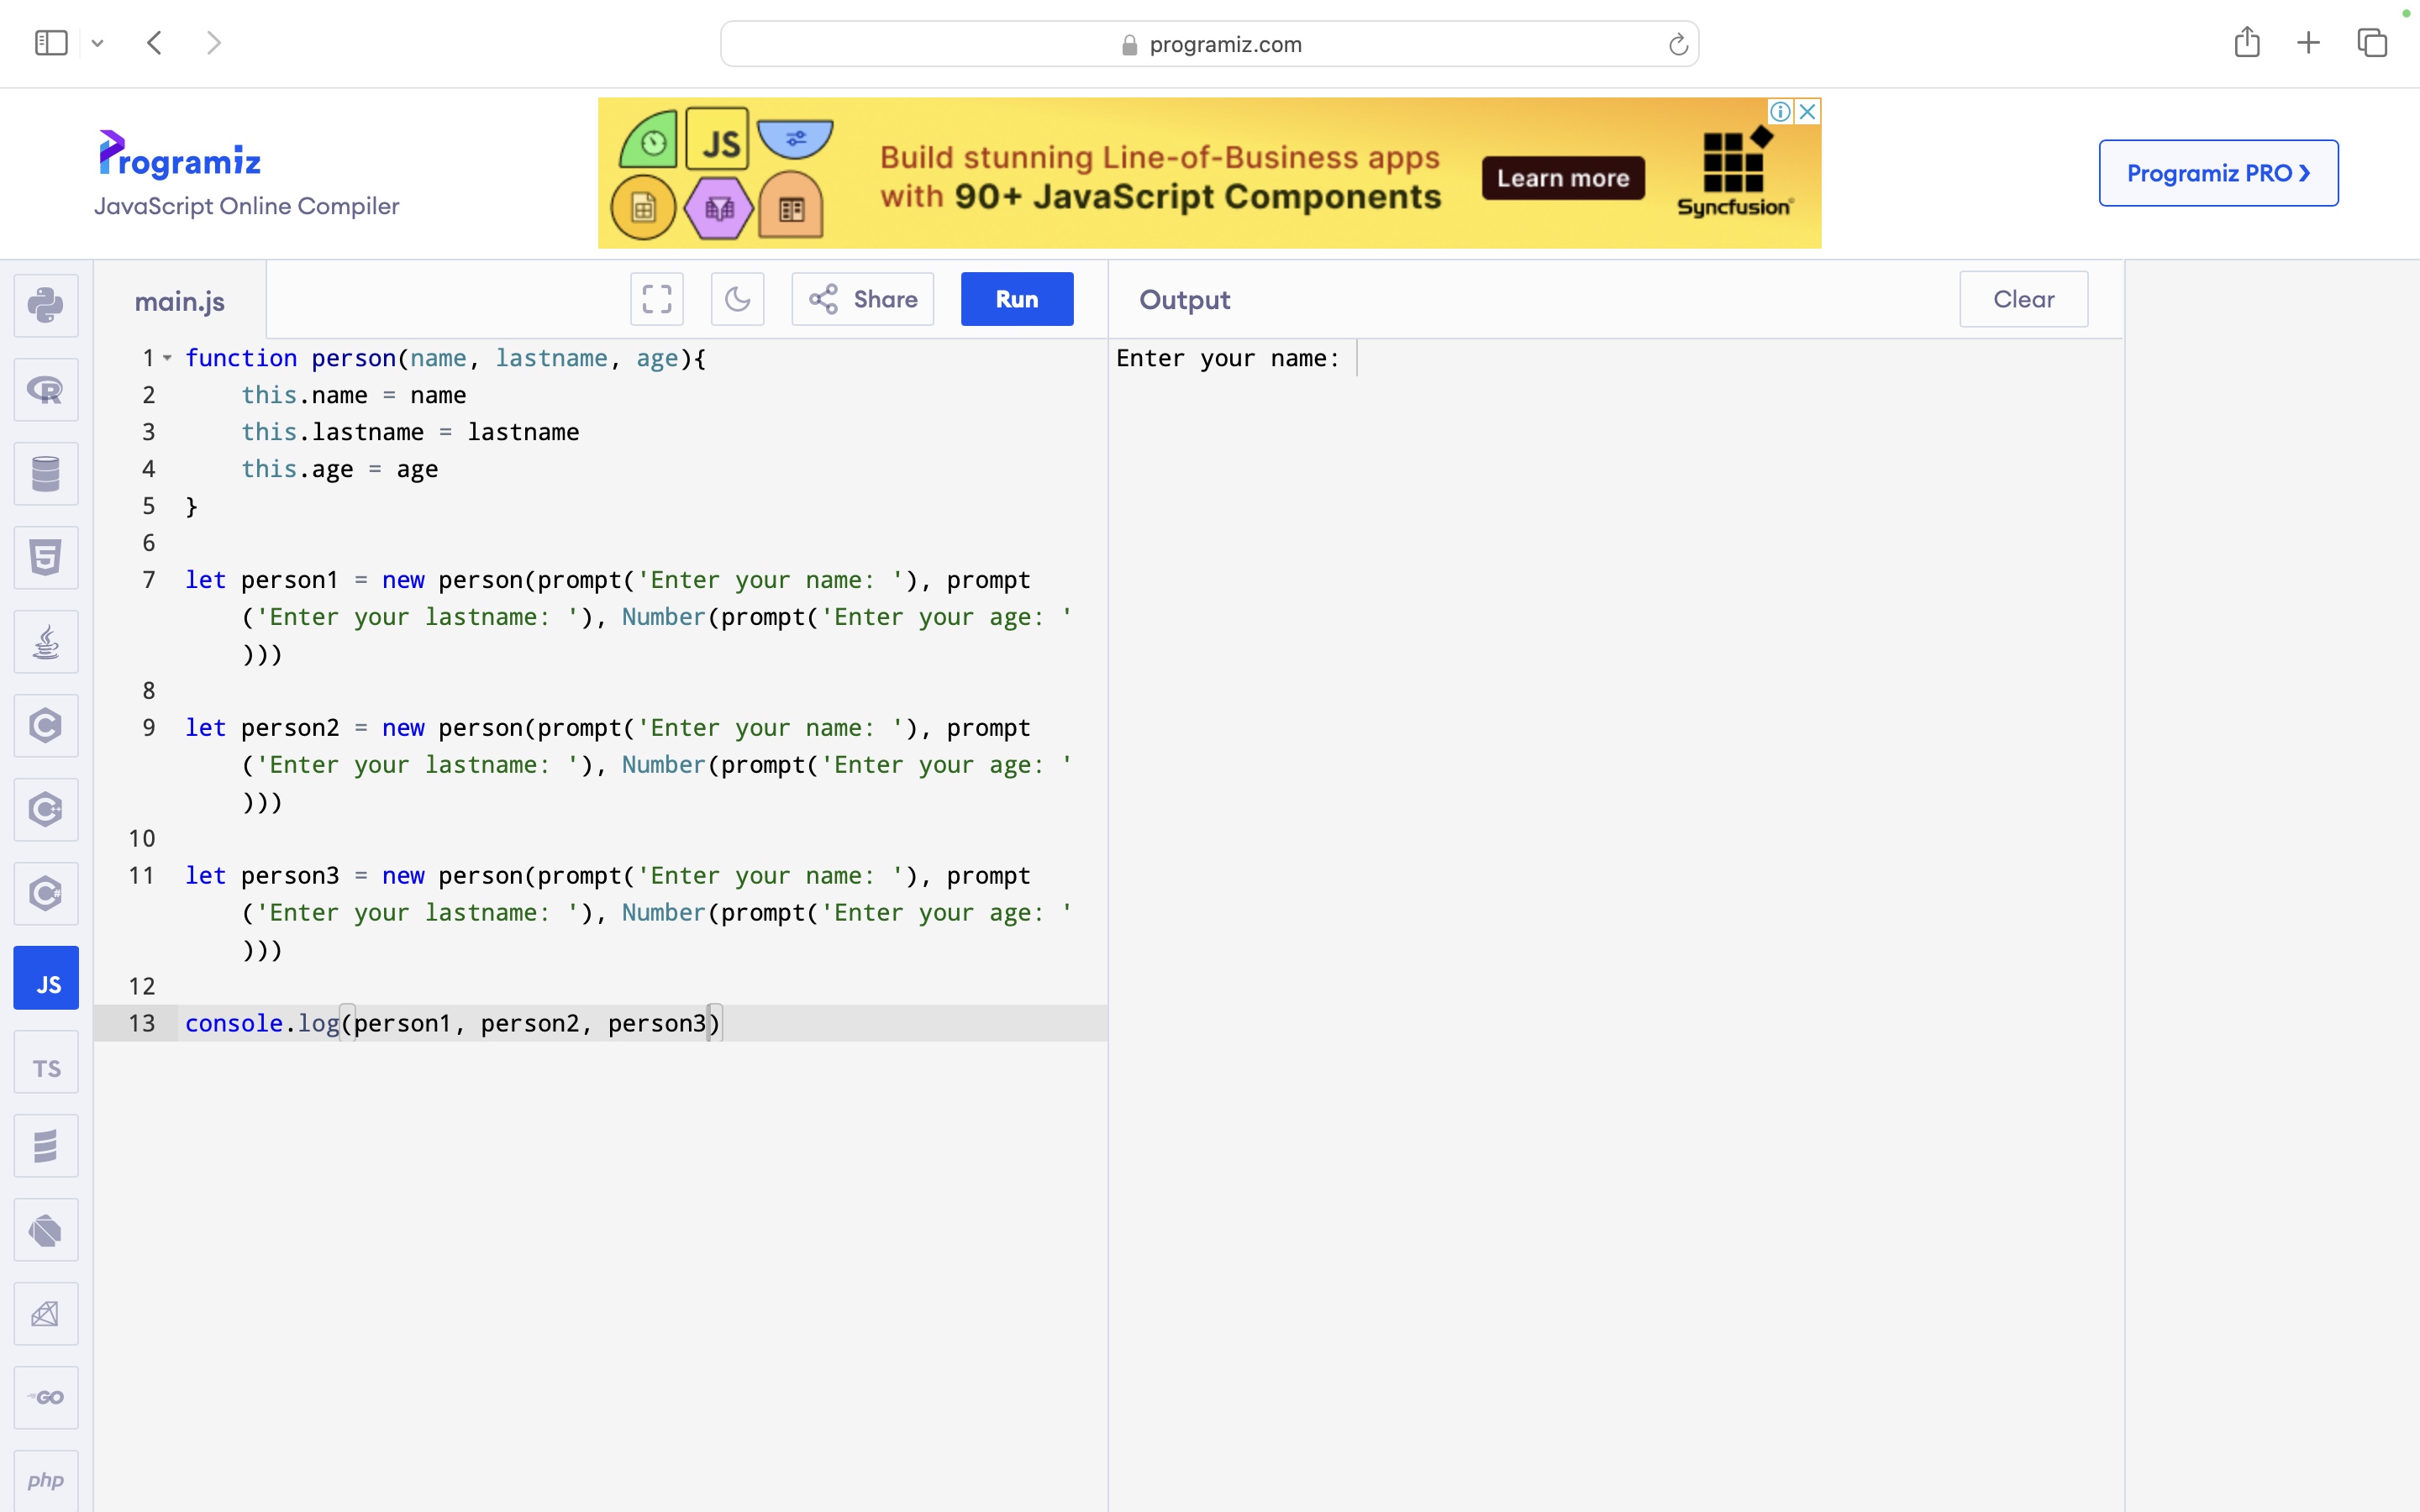 programiz.com
Programiz
JavaScript Online Compiler
JS
Build stunning Line-of-Business apps
with 90+ JavaScript Components
Learn more
Syncfusion
Programiz PRO ❯
main.js
Share
Run
Output
Clear
1 function person(name, lastname, age){
2 this.name = name
3 this.lastname = lastname
4 this.age = age
5 }
6
7 let person1 = new person(prompt('Enter your name: '), prompt
('Enter your lastname: '), Number(prompt('Enter your age: '
)))
8
9 let person2 = new person(prompt('Enter your name: '), prompt
('Enter your lastname: '), Number(prompt('Enter your age: '
)))
10
11 let person3 = new person(prompt('Enter your name: '), prompt
('Enter your lastname: '), Number(prompt('Enter your age: '
)))
12
13 console.log(person1, person2, person3)
Enter your name:
R
5
C
C+
C#
JS
TS
GO
php